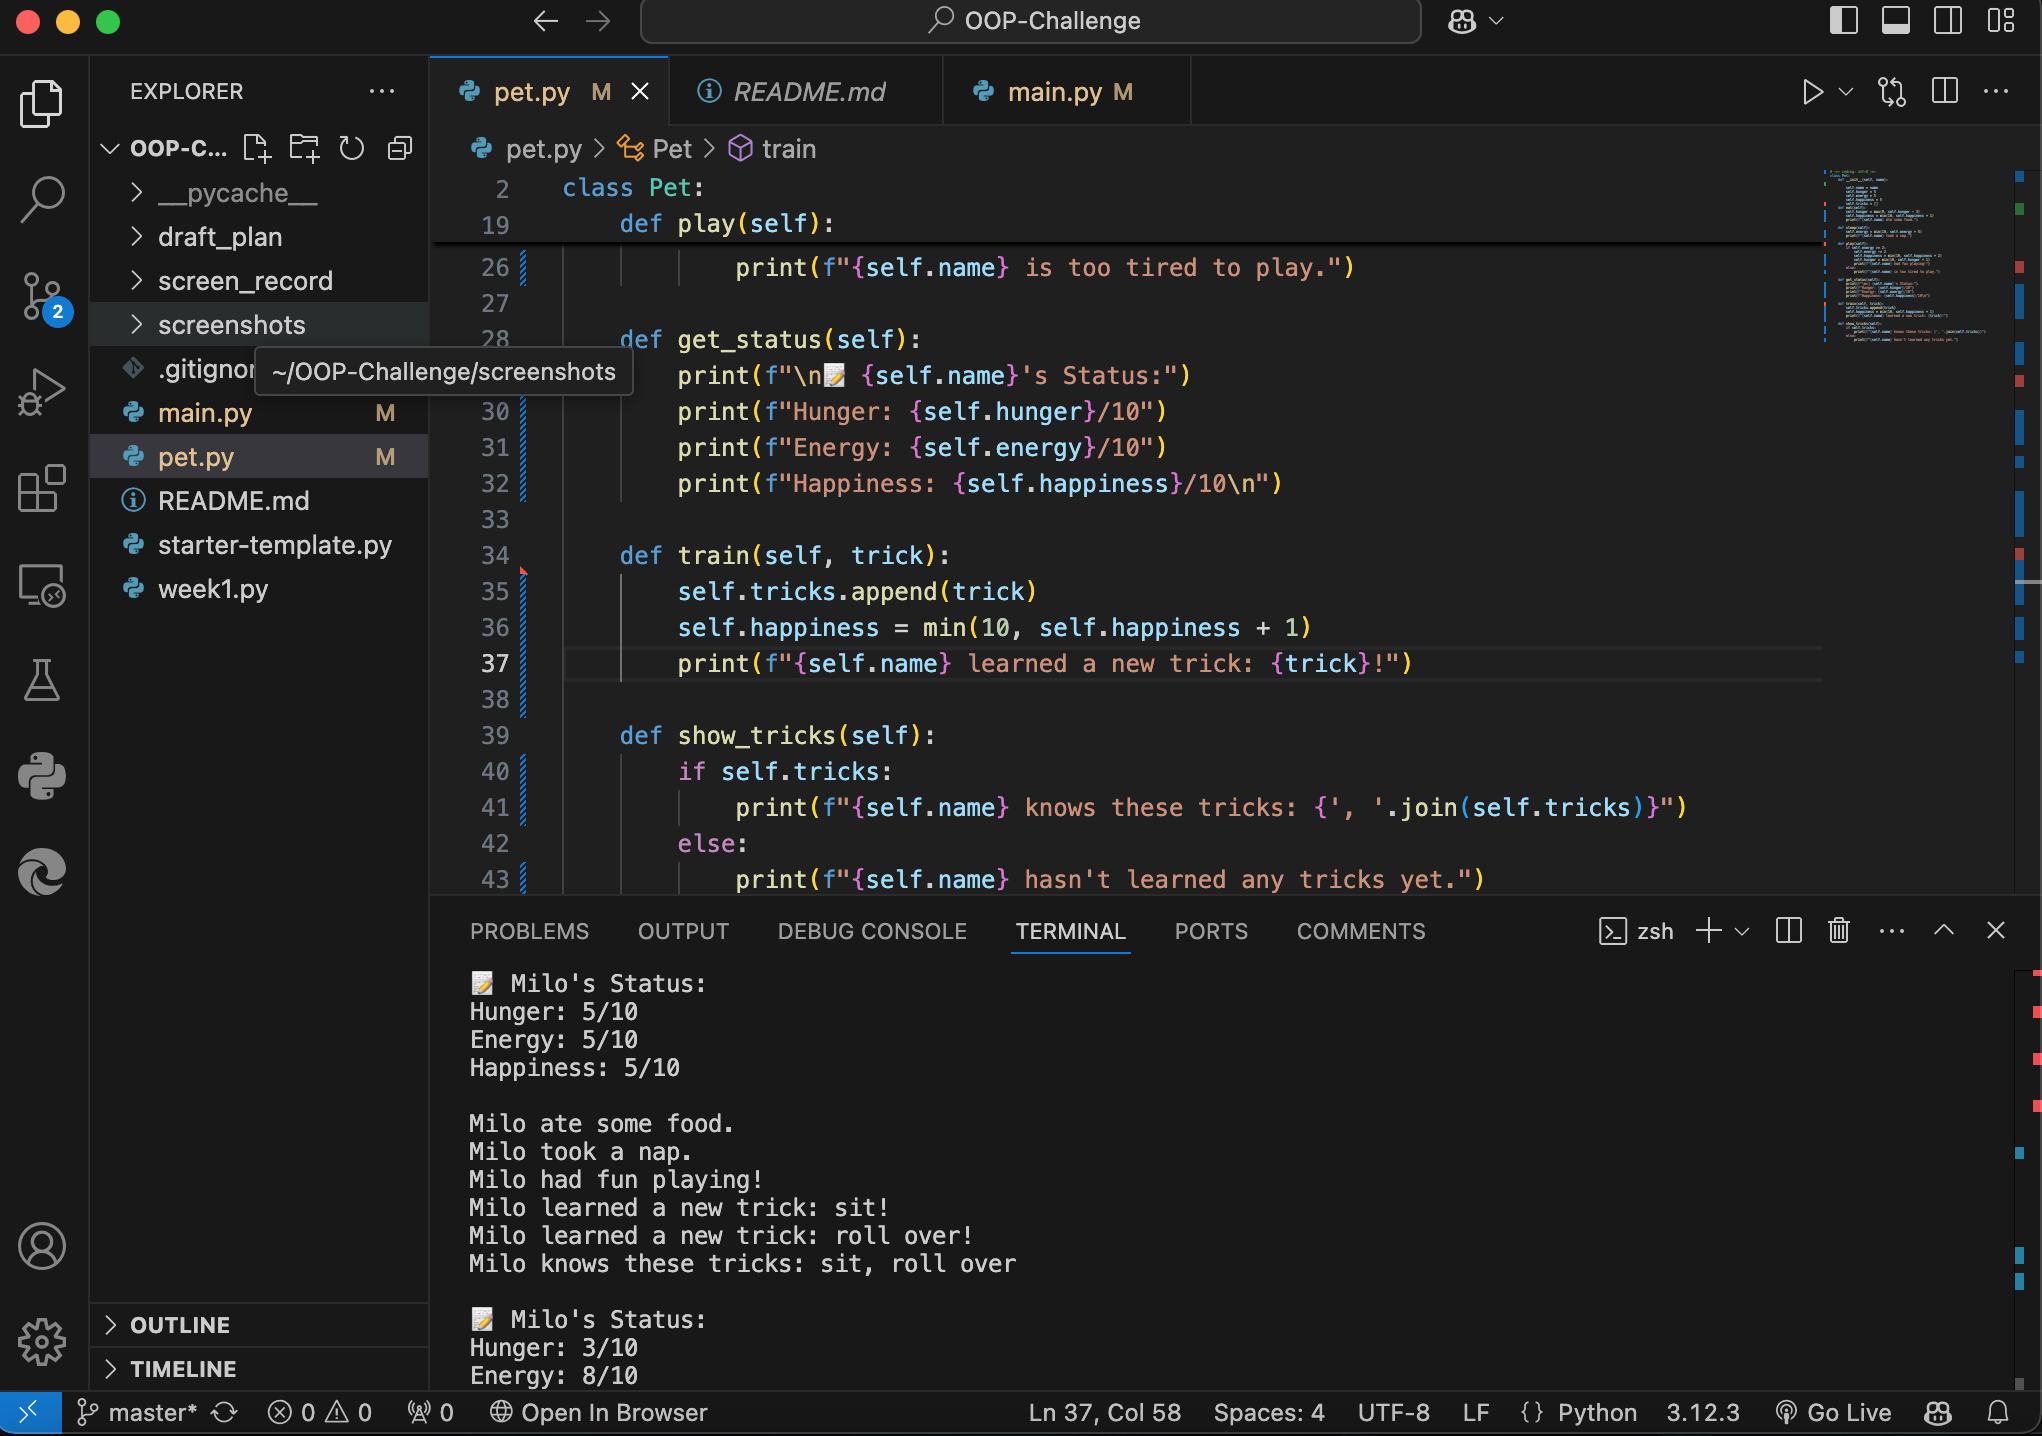 OOP-Challenge
EXPLORER
OOP-C...
__pycache__
draft_plan
screen_record
screenshots
.gitignor
~/OOP-Challenge/screenshots
main.py M
pet.py M
README.md
starter-template.py
week1.py
OUTLINE
TIMELINE
2
pet.py M
README.md
main.py M
pet.py > Pet > train
2 class Pet:
19 def play(self):
26 print(f"{self.name} is too tired to play.")
27
28 def get_status(self):
print(f"\n📝 {self.name}'s Status:")
30 print(f"Hunger: {self.hunger}/10")
31 print(f"Energy: {self.energy}/10")
32 print(f"Happiness: {self.happiness}/10\n")
33
34 def train(self, trick):
35 self.tricks.append(trick)
36 self.happiness = min(10, self.happiness + 1)
37 print(f"{self.name} learned a new trick: {trick}!")
38
39 def show_tricks(self):
40 if self.tricks:
41 print(f"{self.name} knows these tricks: {', '.join(self.tricks)}")
42 else:
43 print(f"{self.name} hasn't learned any tricks yet.")
PROBLEMS OUTPUT DEBUG CONSOLE TERMINAL PORTS COMMENTS
zsh
📝 Milo's Status:
Hunger: 5/10
Energy: 5/10
Happiness: 5/10
Milo ate some food.
Milo took a nap.
Milo had fun playing!
Milo learned a new trick: sit!
Milo learned a new trick: roll over!
Milo knows these tricks: sit, roll over
📝 Milo's Status:
Hunger: 3/10
Energy: 8/10
master* 0 0 0 Open In Browser
Ln 37, Col 58 Spaces: 4 UTF-8 LF {} Python 3.12.3 Go Live